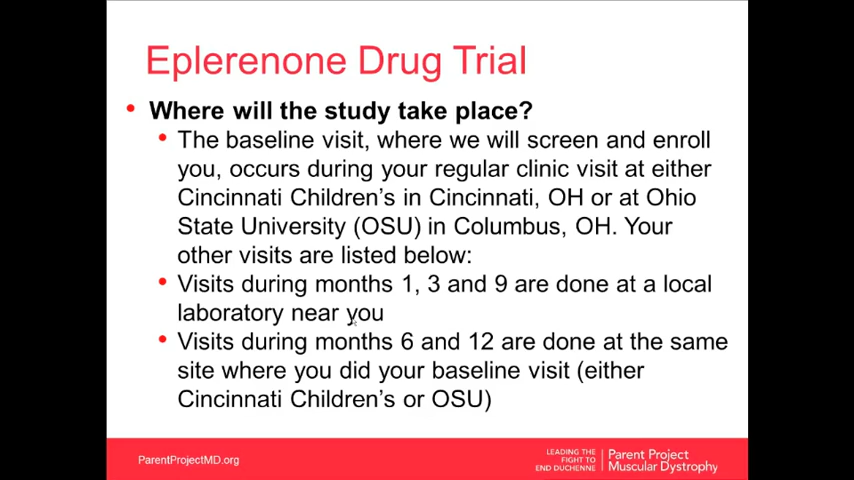 Eplerenone Drug Trial
• Where will the study take place?
• The baseline visit, where we will screen and enroll
you, occurs during your regular clinic visit at either
Cincinnati Children’s in Cincinnati, OH or at Ohio
State University (OSU) in Columbus, OH. Your
other visits are listed below:
• Visits during months 1, 3 and 9 are done at a local
laboratory near you
• Visits during months 6 and 12 are done at the same
site where you did your baseline visit (either
Cincinnati Children’s or OSU)
ParentProjectMD.org
LEADING THE
FIGHT TO
END DUCHENNE
Parent Project
Muscular Dystrophy